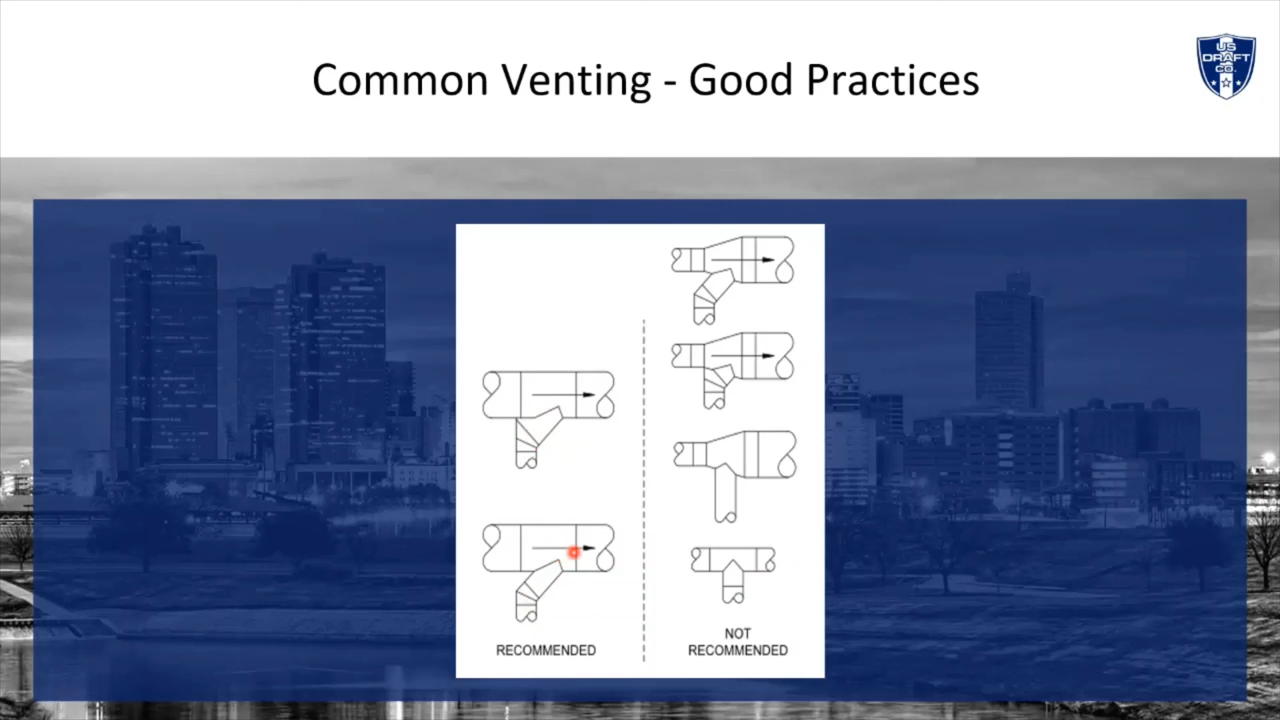 Common Venting - Good Practices
US
DRAFT
CO.
RECOMMENDED
NOT
RECOMMENDED